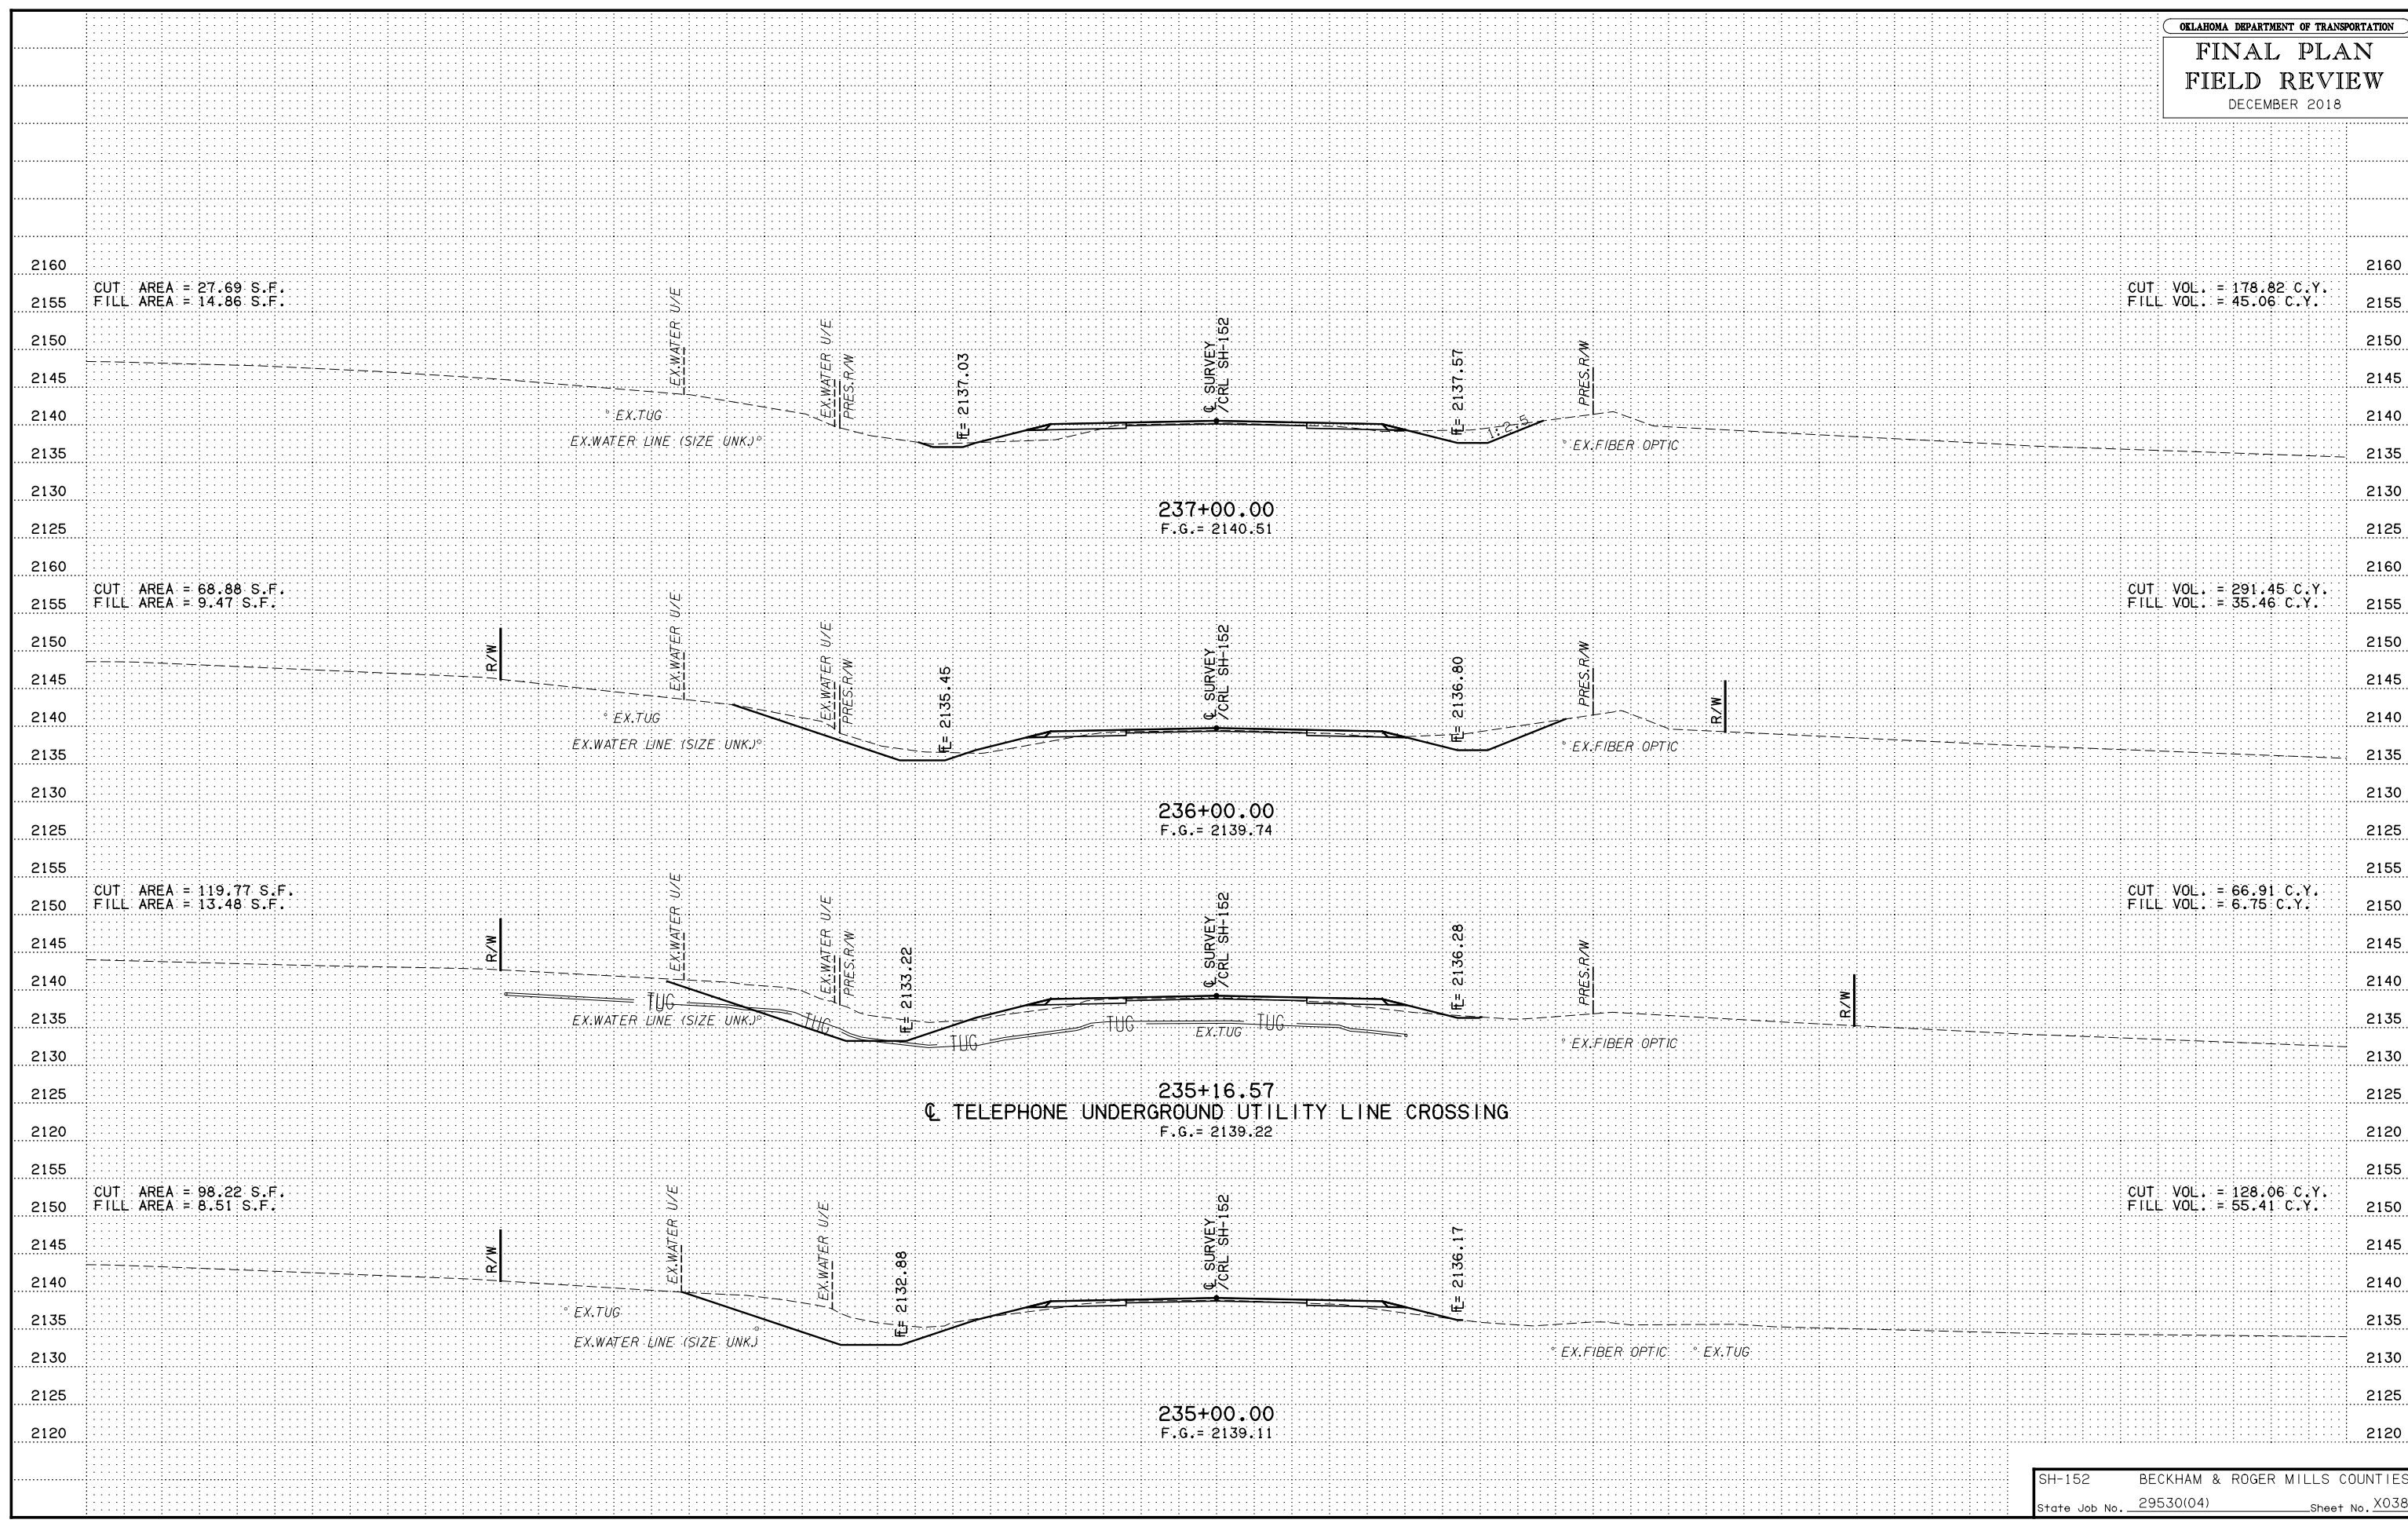 OKLAHOMA DEPARTMENT OF TRANSPORTATION
FINAL PLAN
FIELD REVIEW
DECEMBER 2018
2160
2155
2150
2145
2140
2135
2130
2125
CUT AREA = 27.69 S.F.
FILL AREA = 14.86 S.F.
EX.WATER U/E
EX.WATER U/E
PRES.R/W
FL= 2137.03
℄ SURVEY
/CRL SH-152
FL= 2137.57
1:2.5
PRES.R/W
CUT VOL. = 178.82 C.Y.
FILL VOL. = 45.06 C.Y.
2160
2155
2150
2145
2140
2135
2130
2125
EX.TUG
EX.WATER LINE (SIZE UNK.)
EX.FIBER OPTIC
237+00.00
F.G.= 2140.51
2160
2155
2150
2145
2140
2135
2130
2125
CUT AREA = 68.88 S.F.
FILL AREA = 9.47 S.F.
R/W
EX.WATER U/E
EX.WATER U/E
PRES.R/W
FL= 2135.45
℄ SURVEY
/CRL SH-152
FL= 2136.80
PRES.R/W
R/W
CUT VOL. = 291.45 C.Y.
FILL VOL. = 35.46 C.Y.
2160
2155
2150
2145
2140
2135
2130
2125
EX.TUG
EX.WATER LINE (SIZE UNK.)
EX.FIBER OPTIC
236+00.00
F.G.= 2139.74
2155
2150
2145
2140
2135
2130
2125
2120
CUT AREA = 119.77 S.F.
FILL AREA = 13.48 S.F.
R/W
EX.WATER U/E
EX.WATER U/E
PRES.R/W
FL= 2133.22
℄ SURVEY
/CRL SH-152
FL= 2136.28
PRES.R/W
R/W
CUT VOL. = 66.91 C.Y.
FILL VOL. = 6.75 C.Y.
2155
2150
2145
2140
2135
2130
2125
2120
TUG
EX.WATER LINE (SIZE UNK.)
TUG
TUG
TUG
TUG
EX.TUG
EX.FIBER OPTIC
235+16.57
℄ TELEPHONE UNDERGROUND UTILITY LINE CROSSING
F.G.= 2139.22
2155
2150
2145
2140
2135
2130
2125
2120
CUT AREA = 98.22 S.F.
FILL AREA = 8.51 S.F.
R/W
EX.WATER U/E
EX.WATER U/E
FL= 2132.88
℄ SURVEY
/CRL SH-152
FL= 2136.17
CUT VOL. = 128.06 C.Y.
FILL VOL. = 55.41 C.Y.
2155
2150
2145
2140
2135
2130
2125
2120
EX.TUG
EX.WATER LINE (SIZE UNK.)
EX.FIBER OPTIC
EX.TUG
235+00.00
F.G.= 2139.11
SH-152 BECKHAM & ROGER MILLS COUNTIES
State Job No. 29530(04) Sheet No. X038